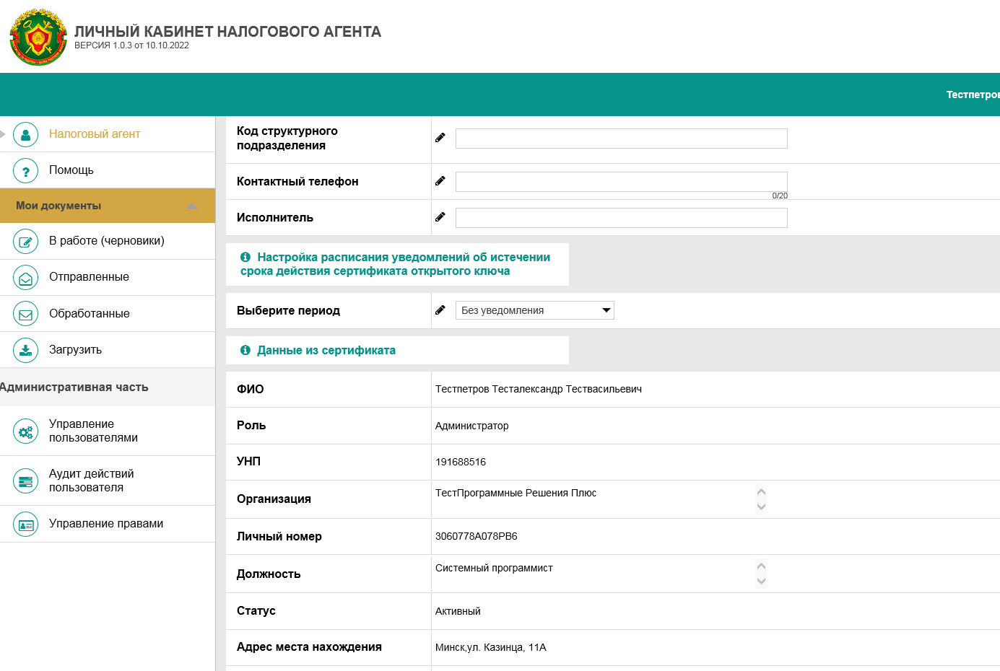 ЛИЧНЫЙ КАБИНЕТ НАЛОГОВОГО АГЕНТА
ВЕРСИЯ 1.0.3 от 10.10.2022
Тестпетров
Налоговый агент
Помощь
Мои документы
В работе (черновики)
Отправленные
Обработанные
Загрузить
Административная часть
Управление
пользователями
Аудит действий
пользователя
Управление правами
Код структурного
подразделения
Контактный телефон
0/20
Исполнитель
Настройка расписания уведомлений об истечении
срока действия сертификата открытого ключа
Выберите период
Без уведомления
Данные из сертификата
ФИО
Тестпетров Тесталександр Тествасильевич
Роль
Администратор
УНП
191688516
Организация
ТестПрограммные Решения Плюс
Личный номер
3060778A078PB6
Должность
Системный программист
Статус
Активный
Адрес места нахождения
Минск,ул. Казинца, 11А